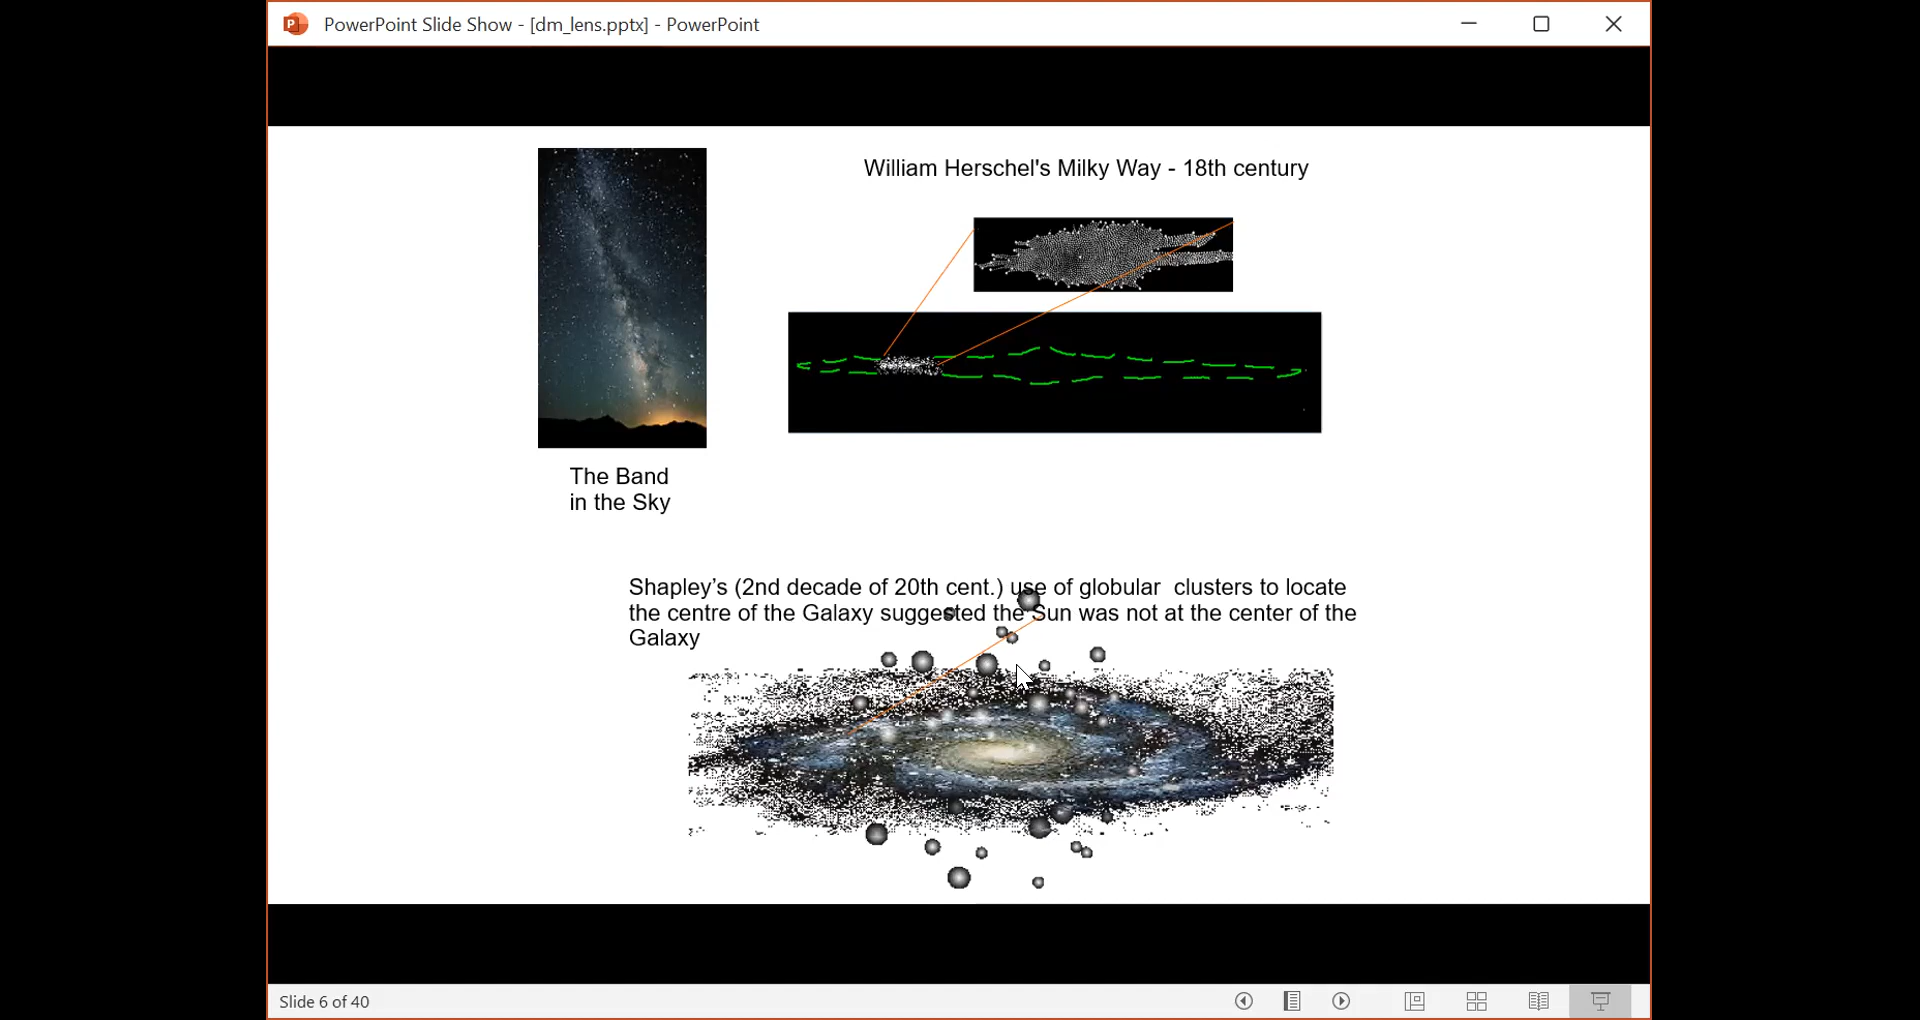 PowerPoint Slide Show - [dm_lens.pptx] - PowerPoint
William Herschel's Milky Way - 18th century
The Band
in the Sky
Shapley’s (2nd decade of 20th cent.) use of globular  clusters to locate
the centre of the Galaxy suggested the Sun was not at the center of the
Galaxy
Slide 6 of 40